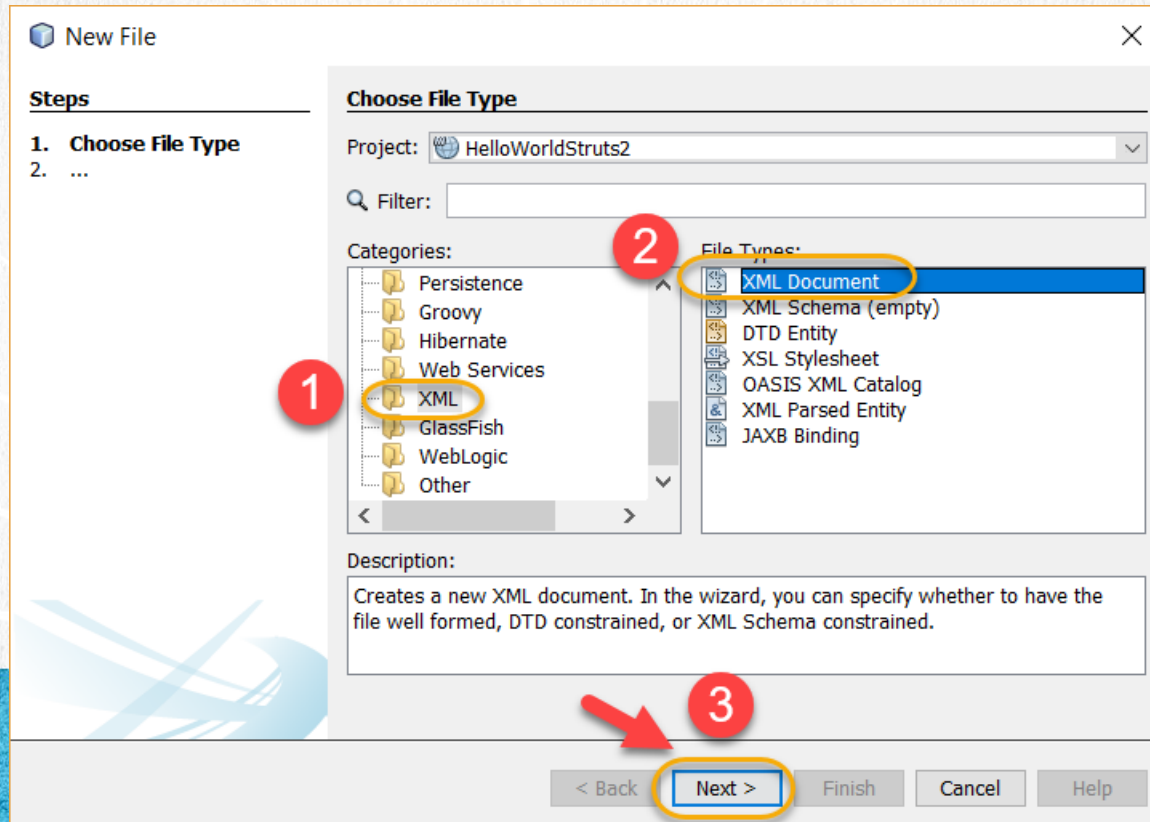 New File
Steps
1. Choose File Type
2. ...
Choose File Type
Project: HelloWorldStruts2
Filter:
Categories:
Persistence
Groovy
Hibernate
Web Services
XML
GlassFish
WebLogic
Other
1
2
File Types:
XML Document
XML Schema (empty)
DTD Entity
XSL Stylesheet
OASIS XML Catalog
XML Parsed Entity
JAXB Binding
Description:
Creates a new XML document. In the wizard, you can specify whether to have the
file well formed, DTD constrained, or XML Schema constrained.
3
< Back Next > Finish Cancel Help